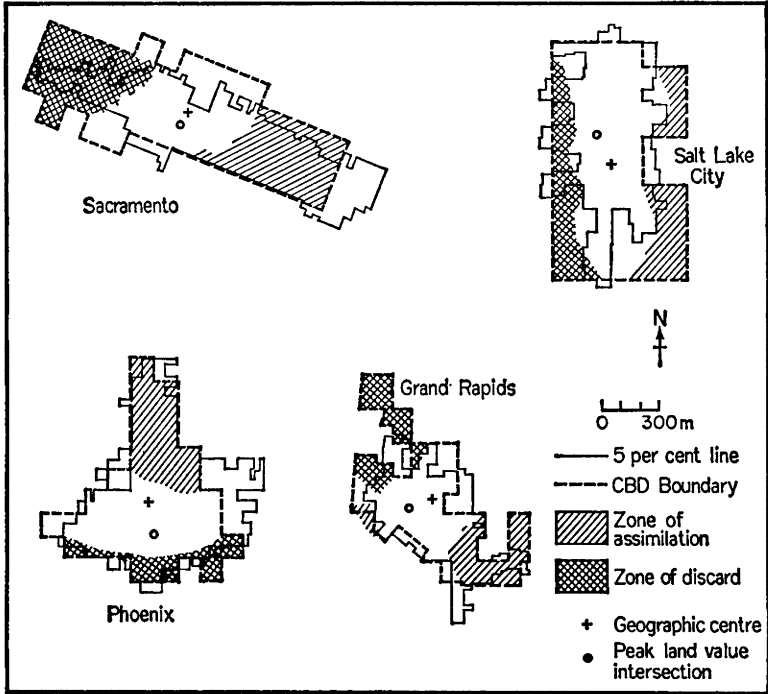 Sacramento
Salt Lake
City
N
0 300m
Phoenix
Grand Rapids
5 per cent line
CBD Boundary
Zone of
assimilation
Zone of discard
Geographic centre
Peak land value
intersection